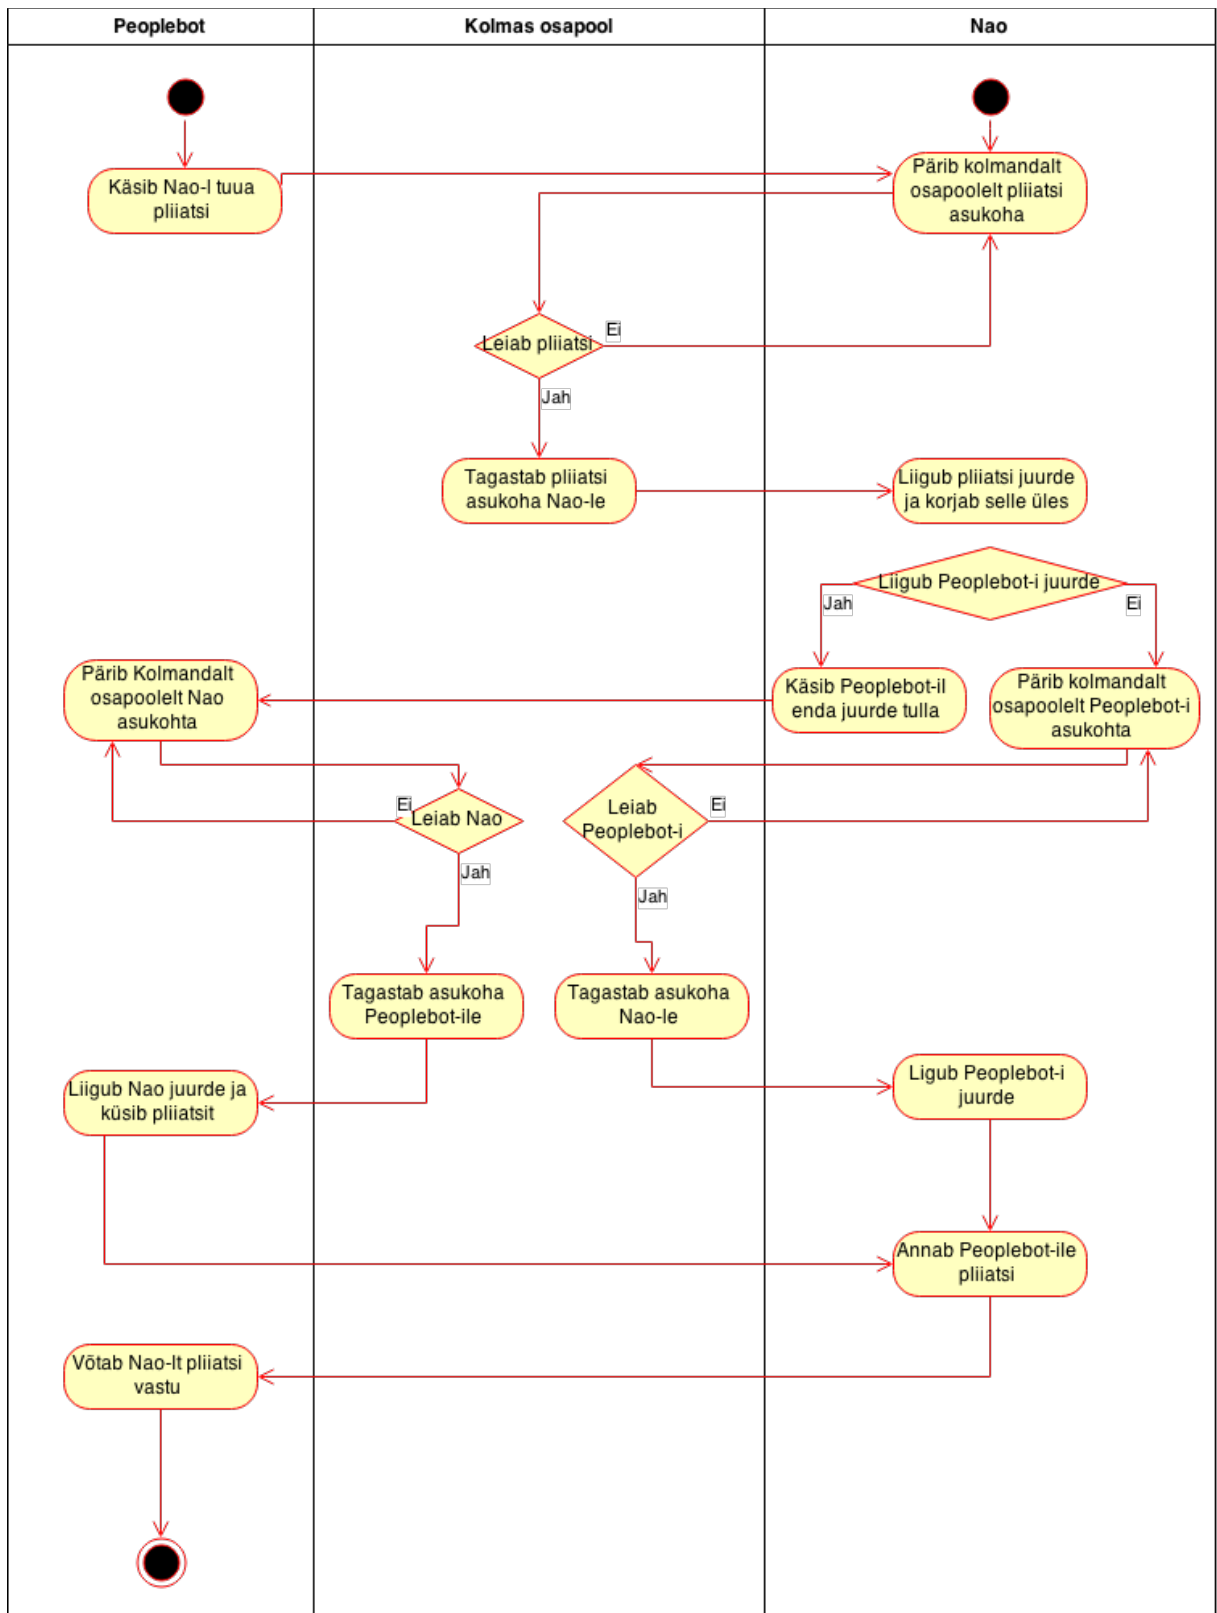 Peoplebot
Kolmas osapool
Nao
Käsib Nao-l tuua
pliiatsi
Pärib kolmandalt
osapoolelt pliiatsi
asukoha
Leiab pliiatsi
Ei
Jah
Tagastab pliiatsi
asukoha Nao-le
Liigub pliiatsi juurde
ja korjab selle üles
Liigub Peoplebot-i juurde
Jah
Ei
Pärib Kolmandalt
osapoolelt Nao
asukohta
Käsib Peoplebot-il
enda juurde tulla
Pärib kolmandalt
osapoolelt Peoplebot-i
asukohta
Ei
Leiab Nao
Jah
Leiab
Peoplebot-i
Ei
Jah
Tagastab asukoha
Peoplebot-ile
Tagastab asukoha
Nao-le
Liigub Nao juurde ja
küsib pliiatsit
Ligub Peoplebot-i
juurde
Annab Peoplebot-ile
pliiatsi
Võtab Nao-lt pliiatsi
vastu